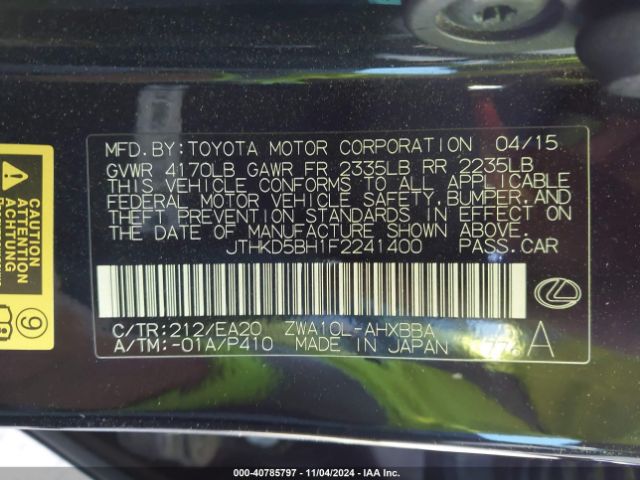 MFD.BY:TOYOTA MOTOR CORPORATION 04/15
GVWR 4170LB GAWR FR 2335LB RR 2235LB
THIS VEHICLE CONFORMS TO ALL APPLICABLE
FEDERAL MOTOR VEHICLE SAFETY,BUMPER,AND
THEFT PREVENTION STANDARDS IN EFFECT ON
THE DATE OF MANUFACTURE SHOWN ABOVE.
JTHKD5BH1F2241400 PASS.CAR
C/TR:212/EA20 ZWA10L-AHXBBA
A/TM:-01A/P410 MADE IN JAPAN A
CAUTION
9
000-40785797 - 11/04/2024 - IAA Inc.